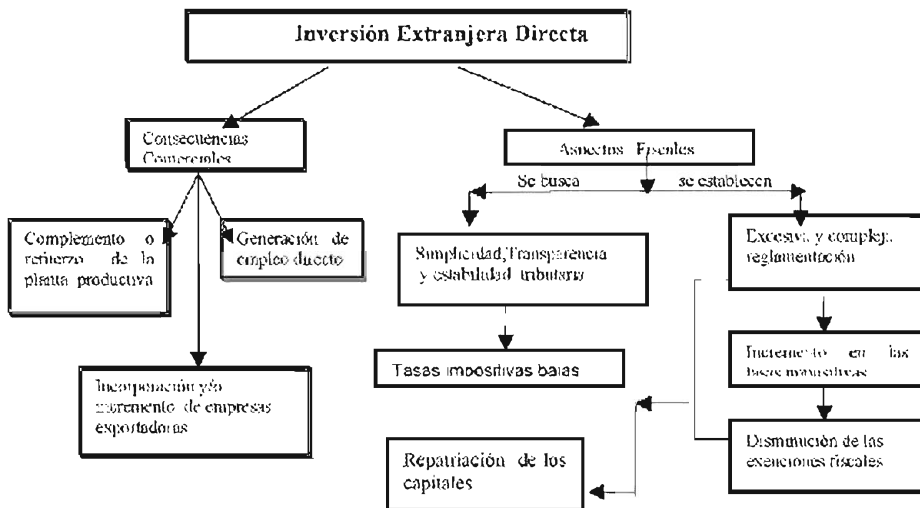 Inversión Extranjera Directa
Consecuencias
Comerciales
Aspectos Fiscales
Se busca
se establecen
Complemento o
refuerzo de la
planta productiva
Generación de
empleo directo
Simplicidad,Transparencia
y estabilidad tributaria
Excesiva y compleja
reglamentación
Tasas impositivas bajas
Incremento en las
tasas impositivas
Incorporación y/o
incremento de empresas
exportadoras
Repatriación de los
capitales
Disminución de las
exenciones fiscales